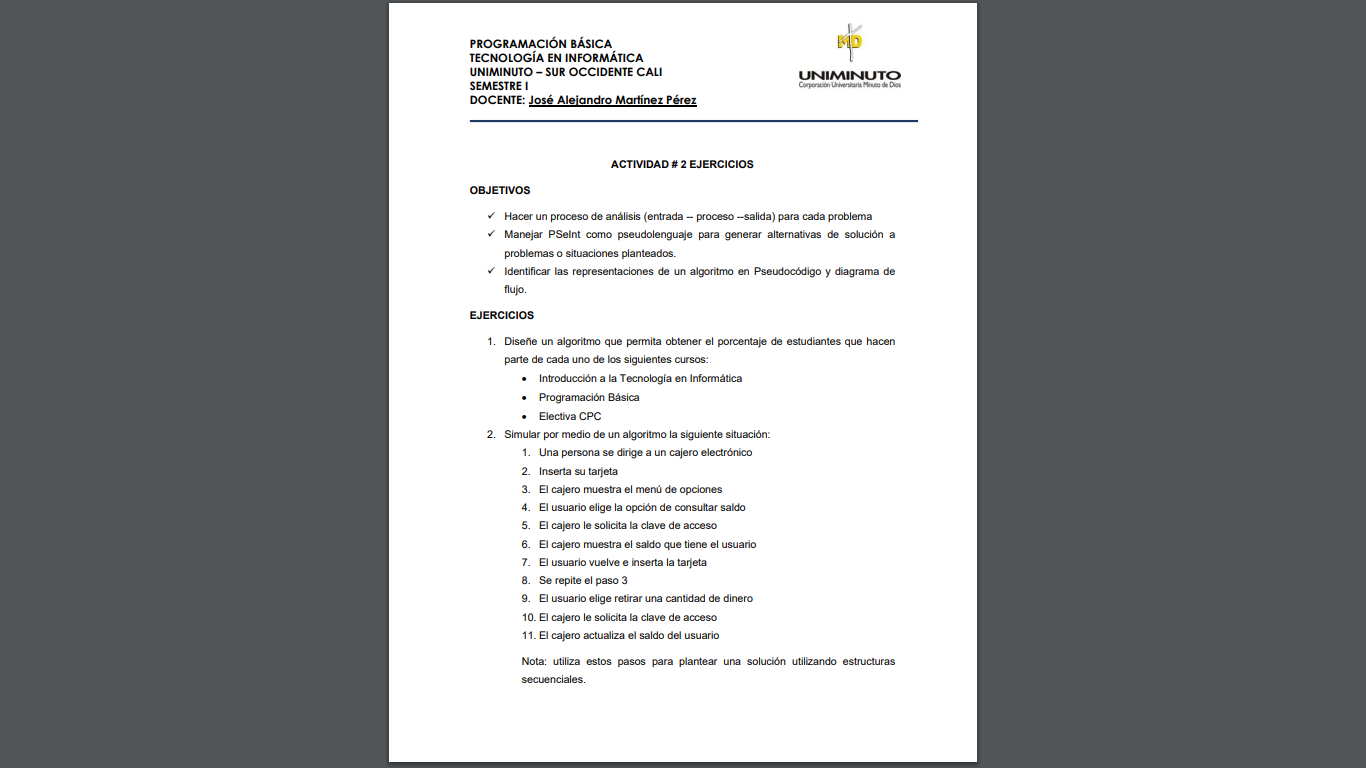 PROGRAMACIÓN BÁSICA
TECNOLOGÍA EN INFORMÁTICA
UNIMINUTO – SUR OCCIDENTE CALI
SEMESTRE I
DOCENTE: José Alejandro Martínez Pérez
MD
UNIMINUTO
Corporación Universitaria Minuto de Dios
ACTIVIDAD # 2 EJERCICIOS
OBJETIVOS
✓ Hacer un proceso de análisis (entrada -- proceso --salida) para cada problema
✓ Manejar PSeInt como pseudolenguaje para generar alternativas de solución a
problemas o situaciones planteados.
✓ Identificar las representaciones de un algoritmo en Pseudocódigo y diagrama de
flujo.
EJERCICIOS
1. Diseñe un algoritmo que permita obtener el porcentaje de estudiantes que hacen
parte de cada uno de los siguientes cursos:
• Introducción a la Tecnología en Informática
• Programación Básica
• Electiva CPC
2. Simular por medio de un algoritmo la siguiente situación:
1. Una persona se dirige a un cajero electrónico
2. Inserta su tarjeta
3. El cajero muestra el menú de opciones
4. El usuario elige la opción de consultar saldo
5. El cajero le solicita la clave de acceso
6. El cajero muestra el saldo que tiene el usuario
7. El usuario vuelve e inserta la tarjeta
8. Se repite el paso 3
9. El usuario elige retirar una cantidad de dinero
10. El cajero le solicita la clave de acceso
11. El cajero actualiza el saldo del usuario
Nota: utiliza estos pasos para plantear una solución utilizando estructuras
secuenciales.